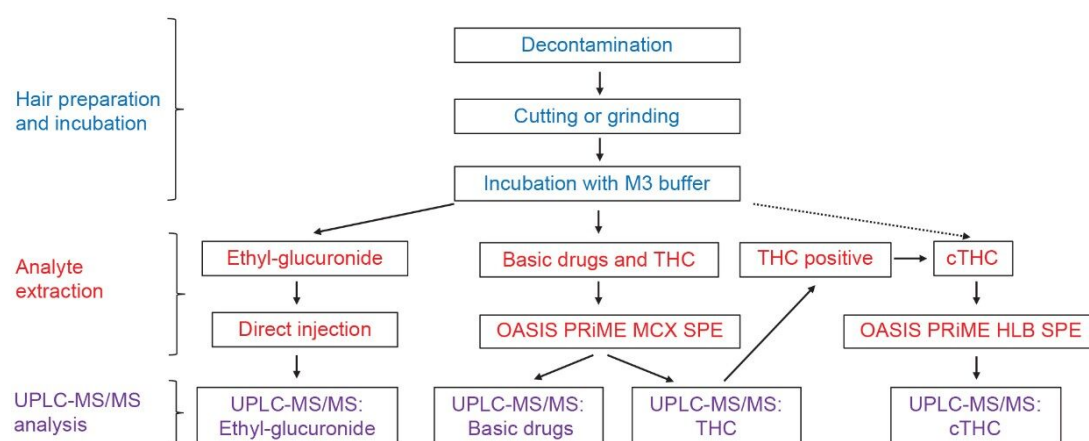 Decontamination
Hair preparation
and incubation
Cutting or grinding
Incubation with M3 buffer
Analyte
extraction
Ethyl-glucuronide
Basic drugs and THC
THC positive
cTHC
Direct injection
OASIS PRiME MCX SPE
OASIS PRiME HLB SPE
UPLC-MS/MS
analysis
UPLC-MS/MS:
Ethyl-glucuronide
UPLC-MS/MS:
Basic drugs
UPLC-MS/MS:
THC
UPLC-MS/MS:
cTHC